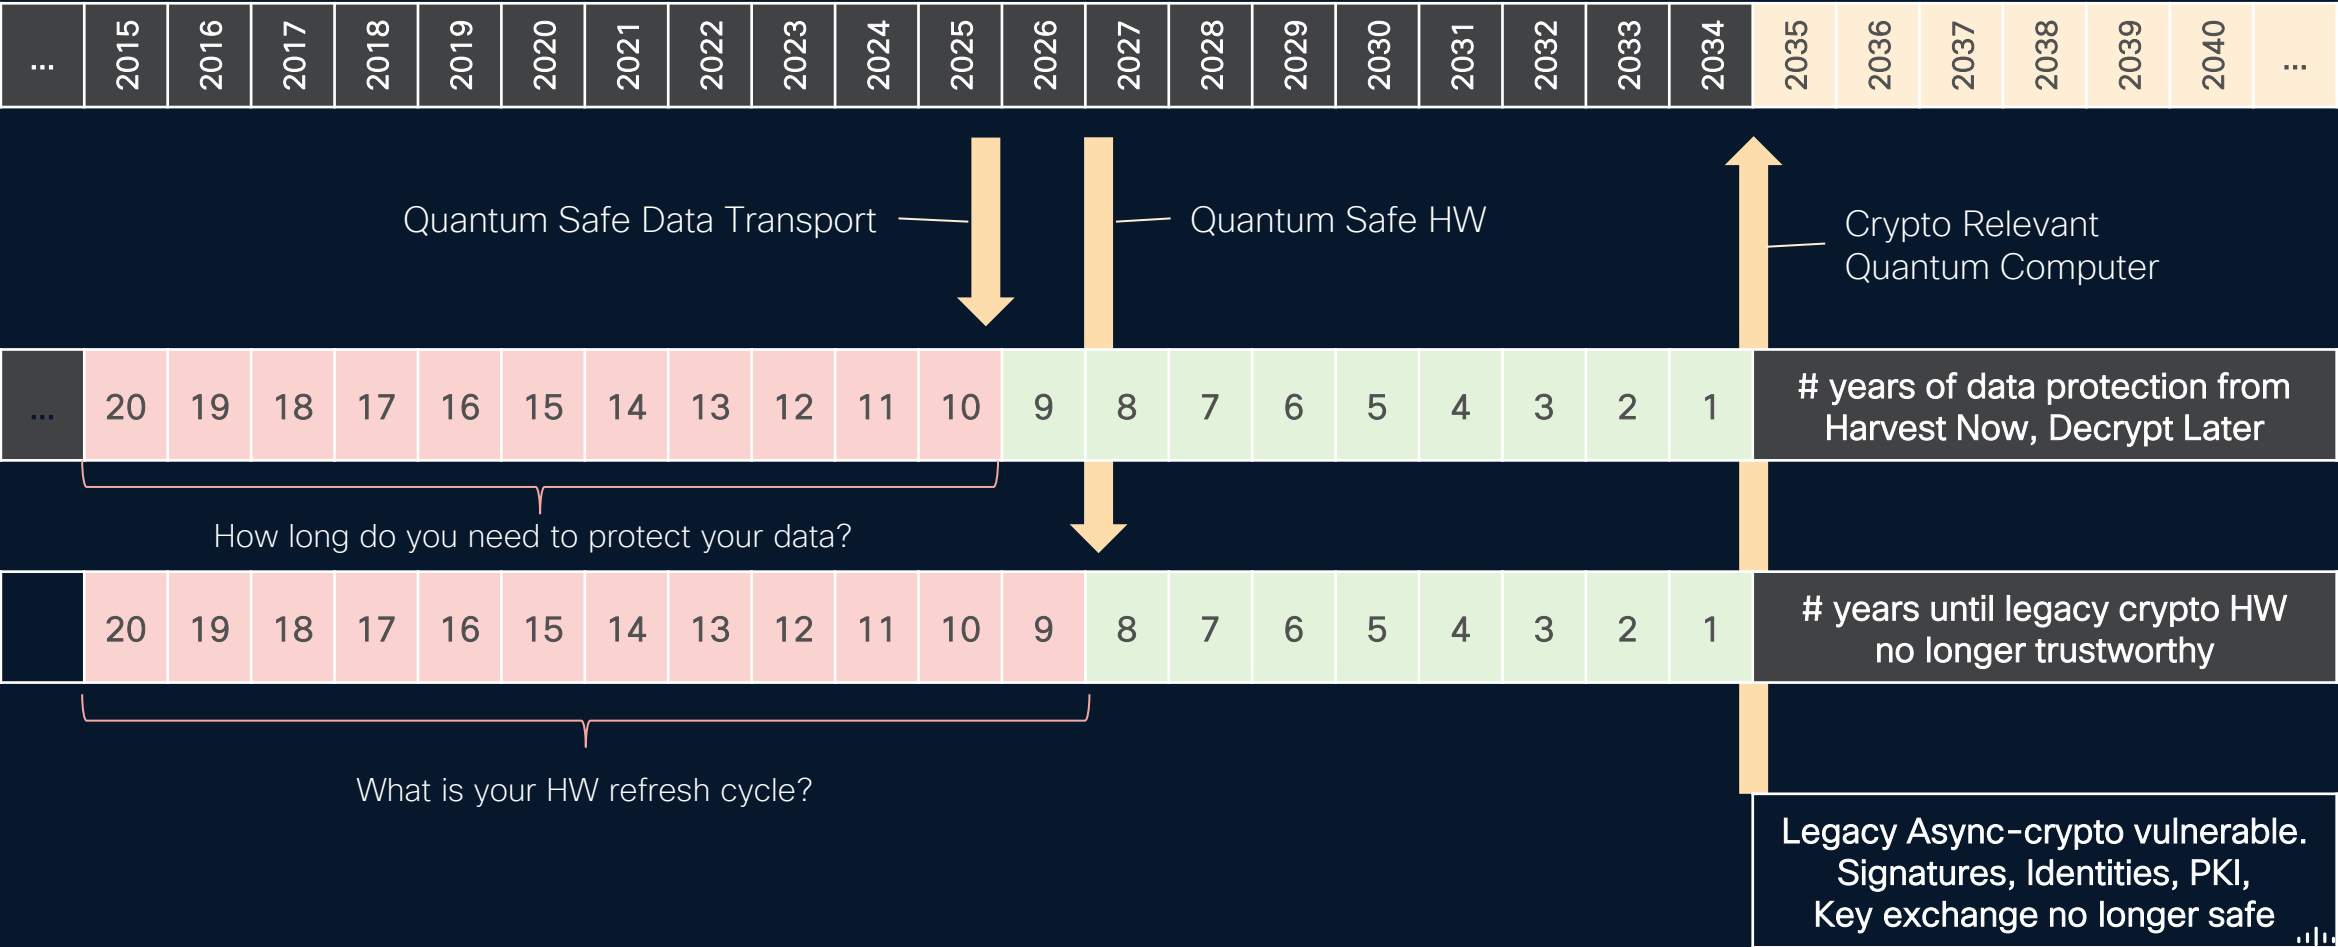 ... 2015 2016 2017 2018 2019 2020 2021 2022 2023 2024 2025 2026 2027 2028 2029 2030 2031 2032 2033 2034 2035 2036 2037 2038 2039 2040 ...
Quantum Safe Data Transport
Quantum Safe HW
Crypto Relevant
Quantum Computer
... 20 19 18 17 16 15 14 13 12 11 10 9 8 7 6 5 4 3 2 1
# years of data protection from
Harvest Now, Decrypt Later
How long do you need to protect your data?
20 19 18 17 16 15 14 13 12 11 10 9 8 7 6 5 4 3 2 1
# years until legacy crypto HW
no longer trustworthy
What is your HW refresh cycle?
Legacy Async-crypto vulnerable.
Signatures, Identities, PKI,
Key exchange no longer safe